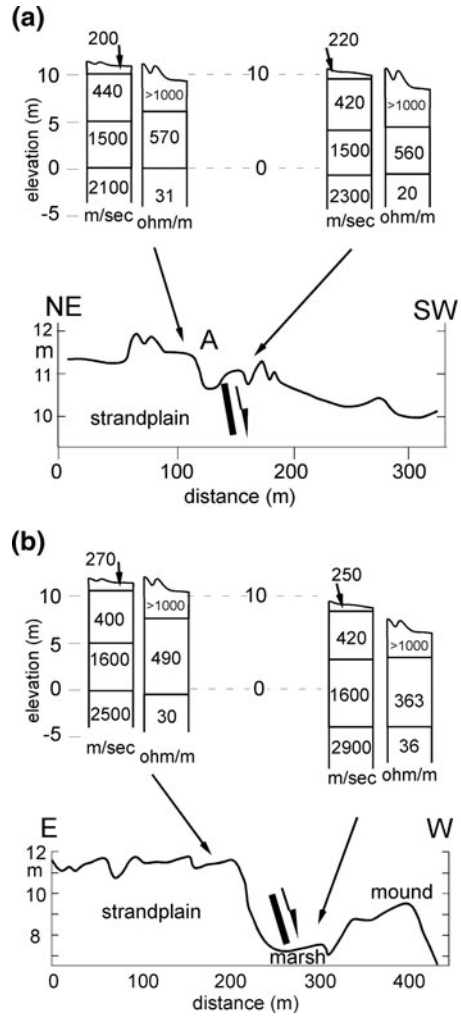 (a)
200
220
10
440
>1000
10
420
>1000
5
1500
570
1500
560
0
0
2100
31
2300
20
-5
m/sec
ohm/m
m/sec
ohm/m
elevation (m)
NE
SW
12
m
A
11
10
strandplain
0
100
200
300
distance (m)
(b)
270
250
10
10
400
>1000
420
>1000
5
1600
490
1600
363
0
0
2500
30
2900
36
-5
m/sec
ohm/m
m/sec
ohm/m
elevation (m)
E
W
12
m
10
8
strandplain
mound
marsh
0
100
200
300
400
distance (m)